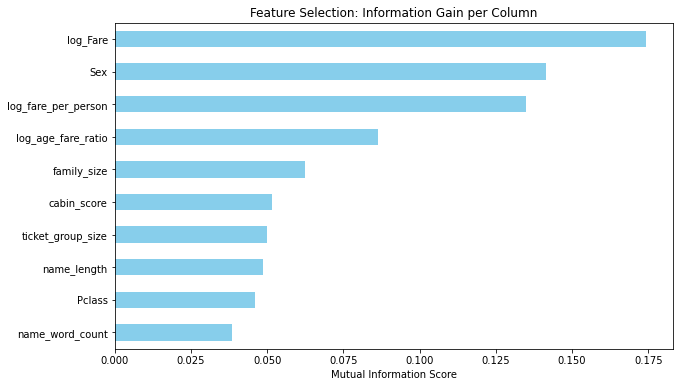 Feature Selection: Information Gain per Column
log_Fare
Sex
log_fare_per_person
log_age_fare_ratio
family_size
cabin_score
ticket_group_size
name_length
Pclass
name_word_count
0.000 0.025 0.050 0.075 0.100 0.125 0.150 0.175
Mutual Information Score